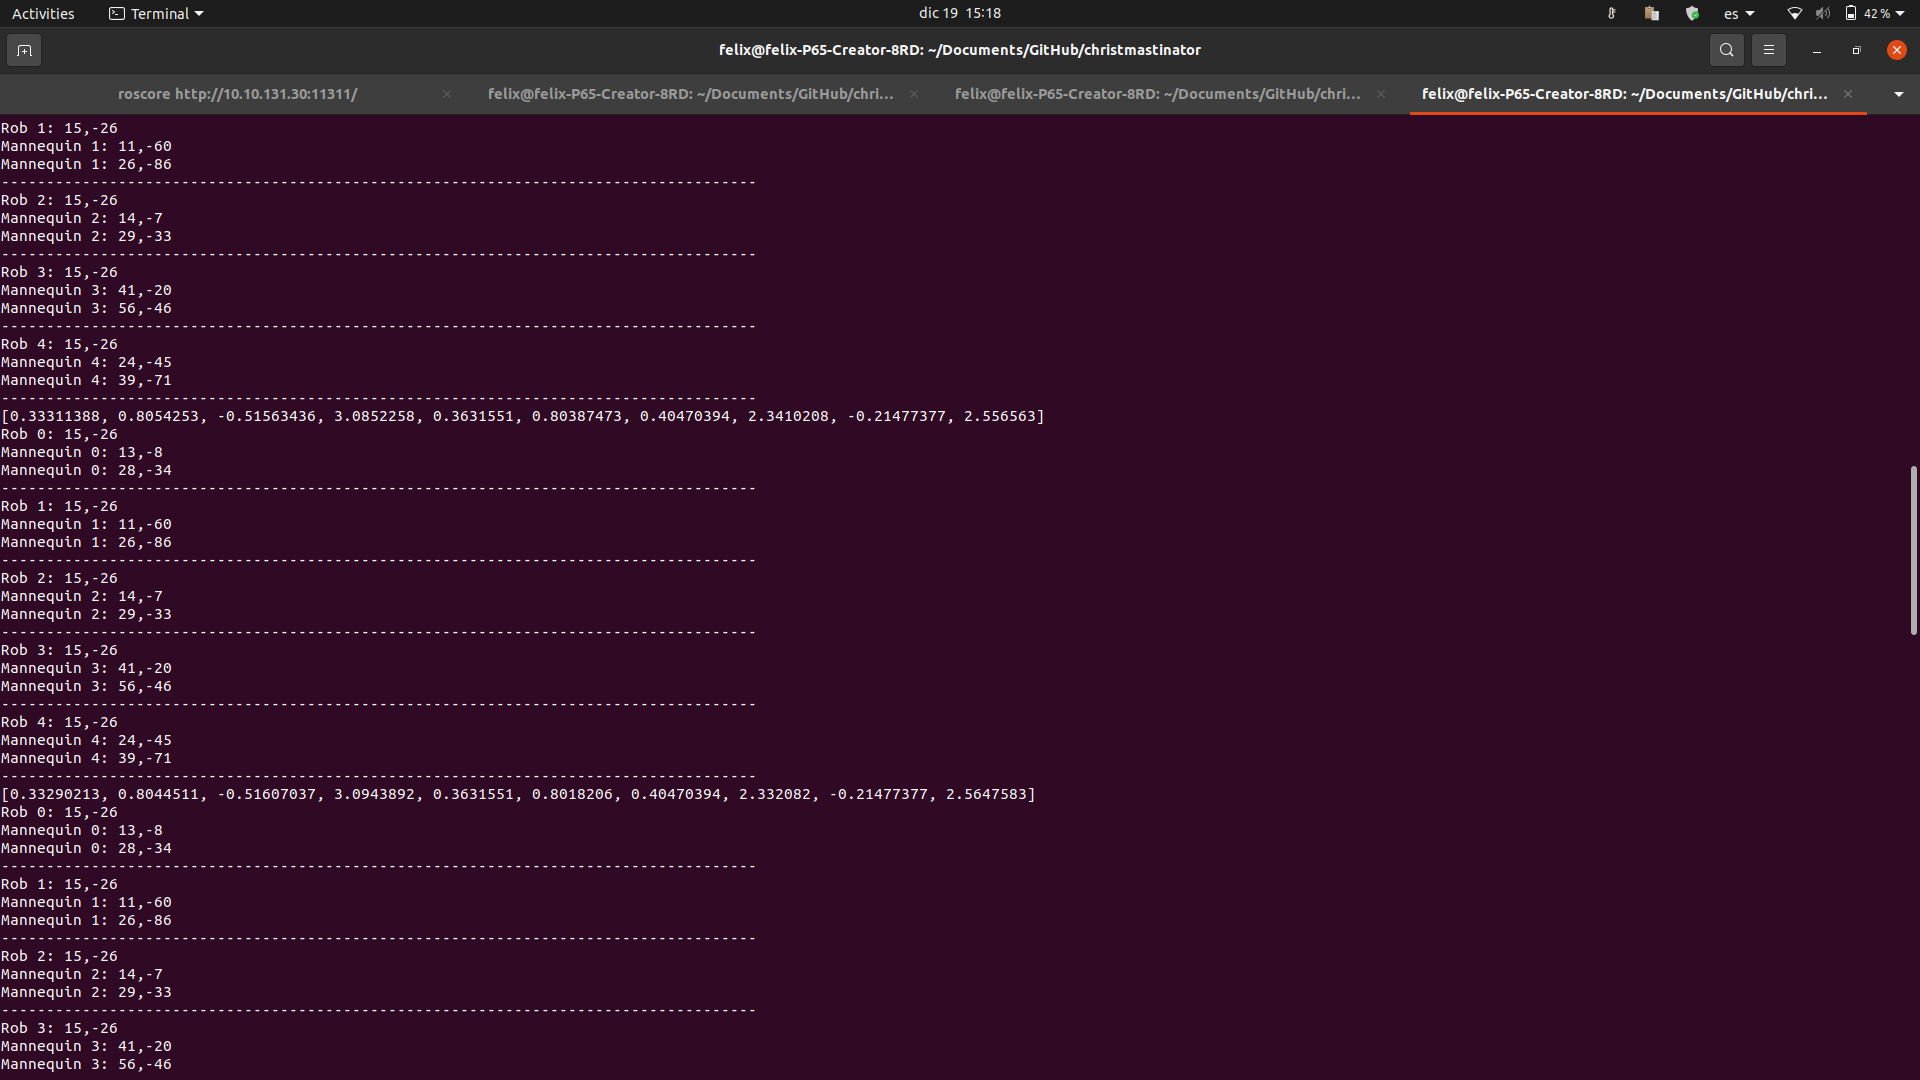 Activities Terminal dic 19 15:18 es 42 %
felix@felix-P65-Creator-8RD: ~/Documents/GitHub/christmastinator
roscore http://10.10.131.30:11311/ felix@felix-P65-Creator-8RD: ~/Documents/GitHub/chri... felix@felix-P65-Creator-8RD: ~/Documents/GitHub/chri... felix@felix-P65-Creator-8RD: ~/Documents/GitHub/chri...
Rob 1: 15,-26
Mannequin 1: 11,-60
Mannequin 1: 26,-86
------------------------------------------------------------------------------------
Rob 2: 15,-26
Mannequin 2: 14,-7
Mannequin 2: 29,-33
------------------------------------------------------------------------------------
Rob 3: 15,-26
Mannequin 3: 41,-20
Mannequin 3: 56,-46
------------------------------------------------------------------------------------
Rob 4: 15,-26
Mannequin 4: 24,-45
Mannequin 4: 39,-71
------------------------------------------------------------------------------------
[0.33311388, 0.8054253, -0.51563436, 3.0852258, 0.3631551, 0.80387473, 0.40470394, 2.3410208, -0.21477377, 2.556563]
Rob 0: 15,-26
Mannequin 0: 13,-8
Mannequin 0: 28,-34
------------------------------------------------------------------------------------
Rob 1: 15,-26
Mannequin 1: 11,-60
Mannequin 1: 26,-86
------------------------------------------------------------------------------------
Rob 2: 15,-26
Mannequin 2: 14,-7
Mannequin 2: 29,-33
------------------------------------------------------------------------------------
Rob 3: 15,-26
Mannequin 3: 41,-20
Mannequin 3: 56,-46
------------------------------------------------------------------------------------
Rob 4: 15,-26
Mannequin 4: 24,-45
Mannequin 4: 39,-71
------------------------------------------------------------------------------------
[0.33290213, 0.8044511, -0.51607037, 3.0943892, 0.3631551, 0.8018206, 0.40470394, 2.332082, -0.21477377, 2.5647583]
Rob 0: 15,-26
Mannequin 0: 13,-8
Mannequin 0: 28,-34
------------------------------------------------------------------------------------
Rob 1: 15,-26
Mannequin 1: 11,-60
Mannequin 1: 26,-86
------------------------------------------------------------------------------------
Rob 2: 15,-26
Mannequin 2: 14,-7
Mannequin 2: 29,-33
------------------------------------------------------------------------------------
Rob 3: 15,-26
Mannequin 3: 41,-20
Mannequin 3: 56,-46